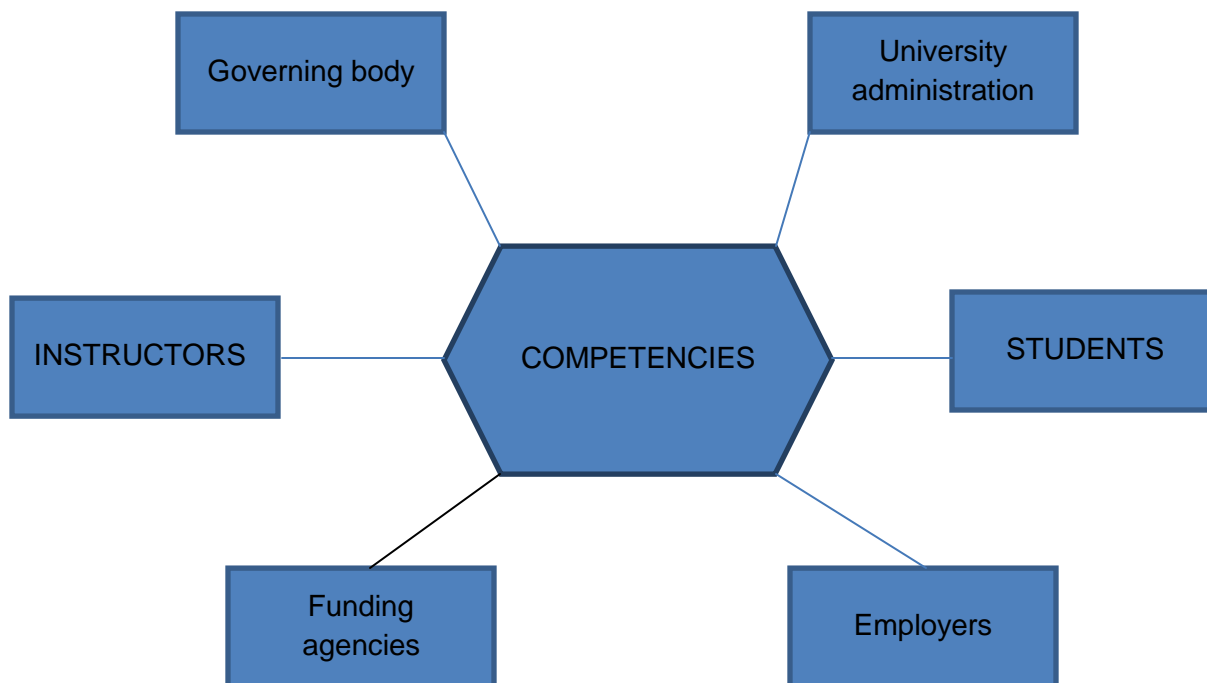 Governing body
University
administration
INSTRUCTORS
COMPETENCIES
STUDENTS
Funding
agencies
Employers